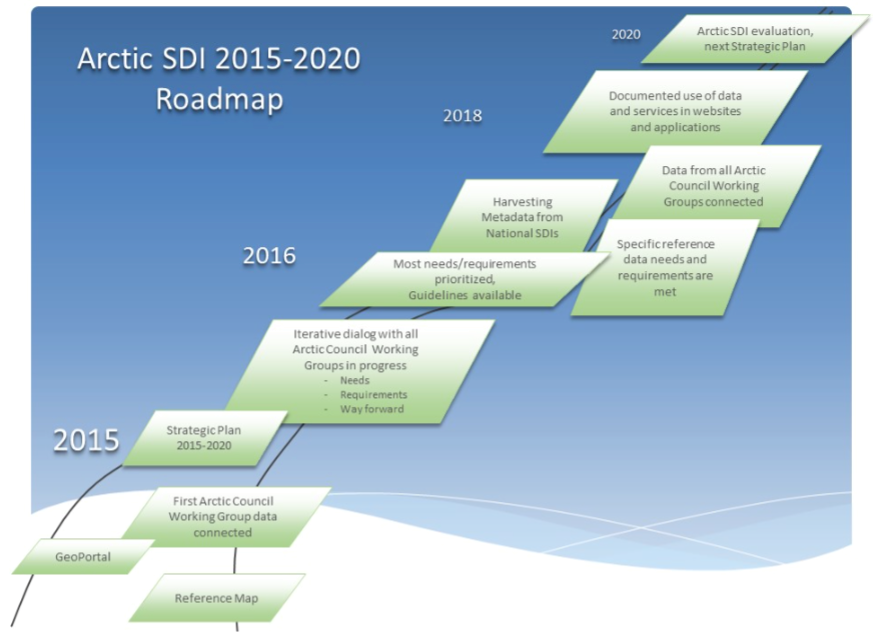 Arctic SDI 2015-2020
Roadmap
2020
Arctic SDI evaluation,
next Strategic Plan
2018
Documented use of data
and services in websites
and applications
Data from all Arctic
Council Working
Groups connected
Harvesting
Metadata from
National SDIs
Specific reference
data needs and
requirements are
met
2016
Most needs/requirements
prioritized,
Guidelines available
Iterative dialog with all
Arctic Council Working
Groups in progress
- Needs
- Requirements
- Way forward
2015
Strategic Plan
2015-2020
First Arctic Council
Working Group data
connected
GeoPortal
Reference Map